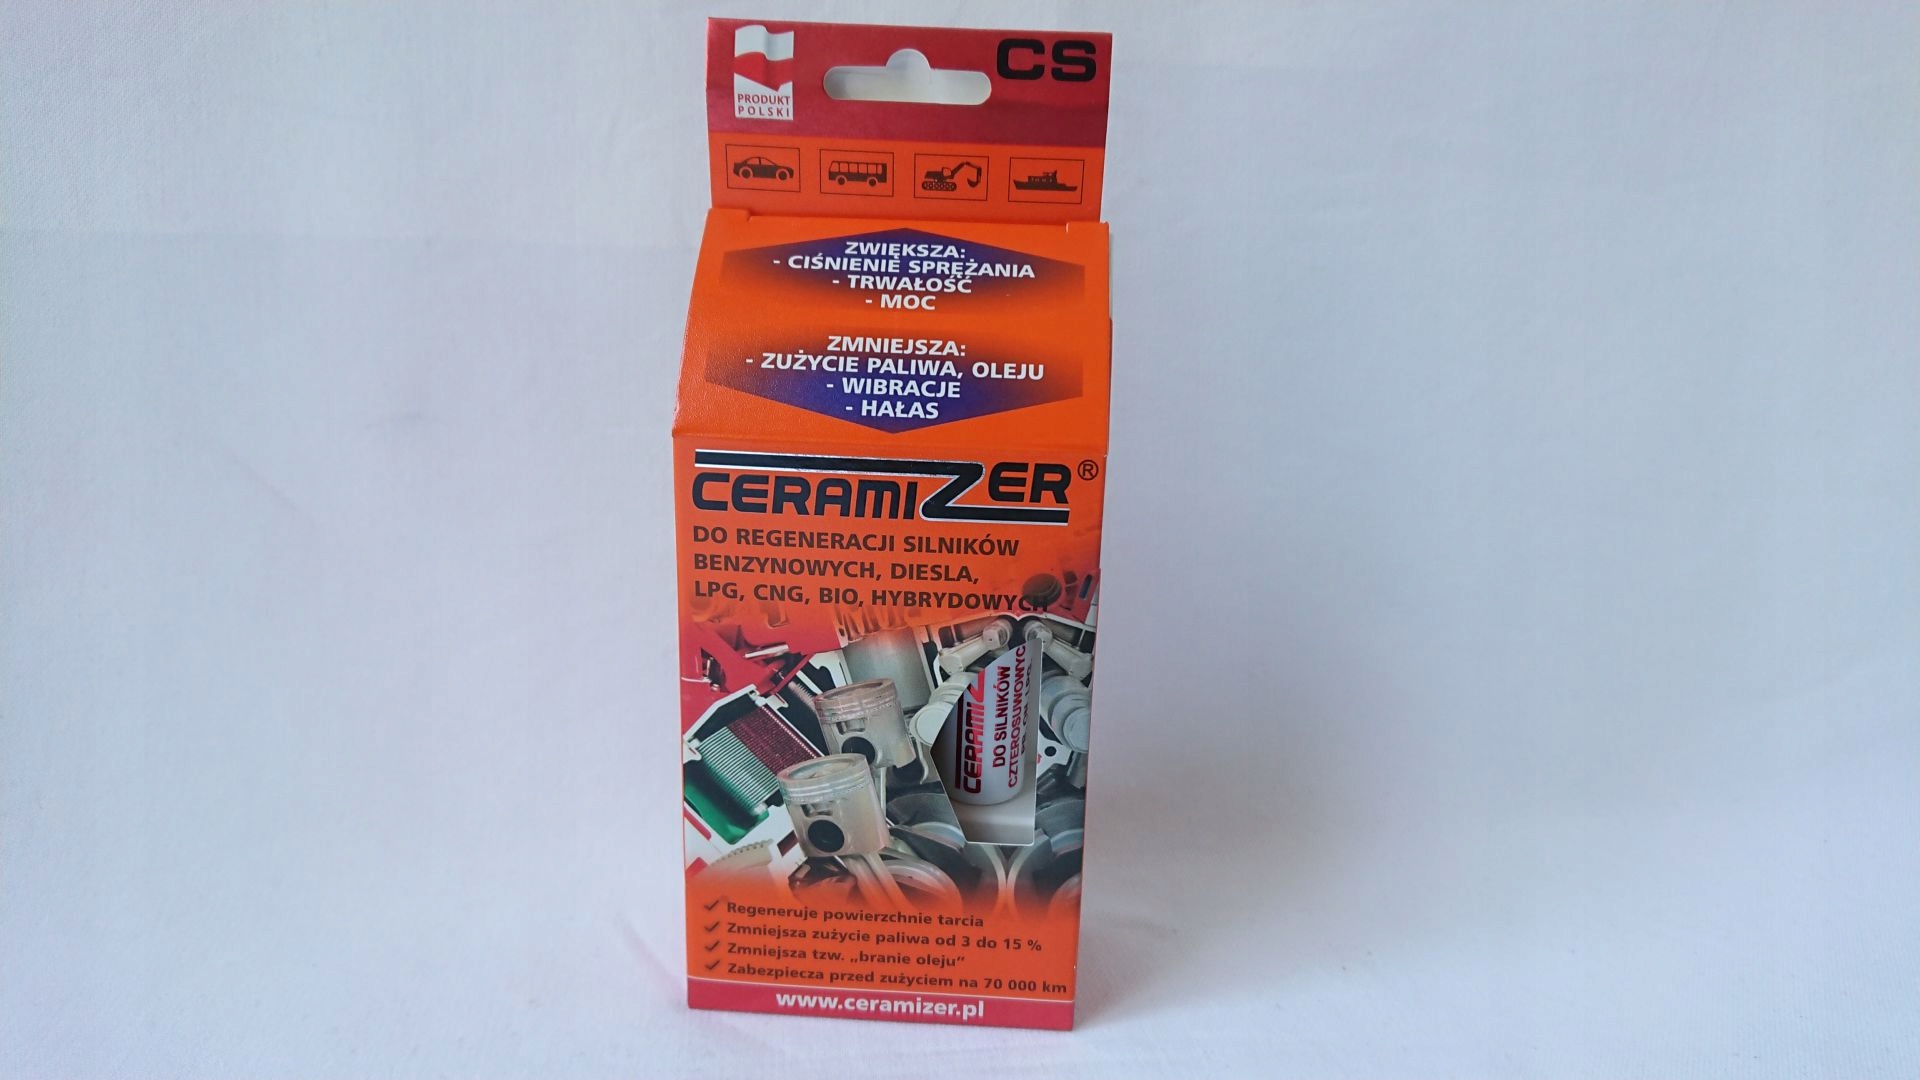 CS
PRODUKT
POLSKI
ZWIĘKSZA:
- CIŚNIENIE SPRĘŻANIA
- TRWAŁOŚĆ
- MOC
ZMNIEJSZA:
- ZUŻYCIE PALIWA, OLEJU
- WIBRACJE
- HAŁAS
CERAMIZER®
DO REGENERACJI SILNIKÓW
BENZYNOWYCH, DIESLA,
LPG, CNG, BIO, HYBRYDOWYCH
CERAMIZ
DO SILNIKÓW
CZTEROSUWOWYC
Regeneruje powierzchnie tarcia
Zmniejsza zużycie paliwa od 3 do 15 %
Zmniejsza tzw. „branie oleju”
Zabezpiecza przed zużyciem na 70 000 km
www.ceramizer.pl